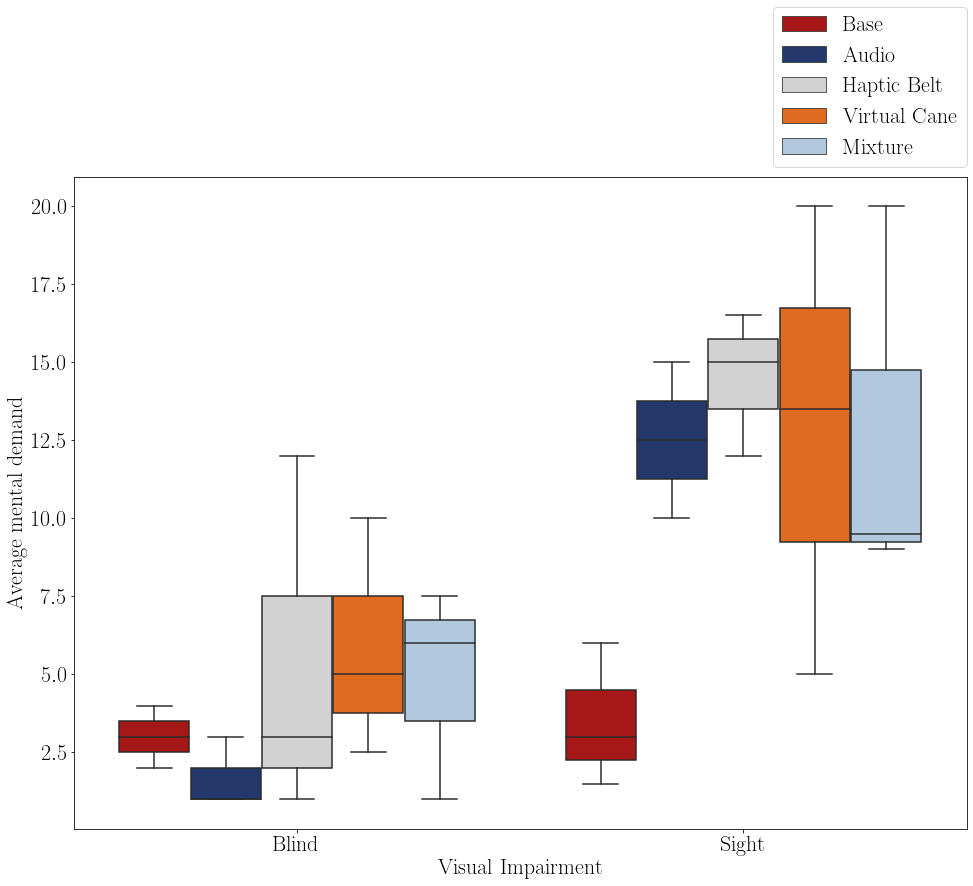 Base
Audio
Haptic Belt
Virtual Cane
Mixture
20.0
17.5
15.0
12.5
10.0
7.5
5.0
2.5
Average mental demand
Blind
Sight
Visual Impairment